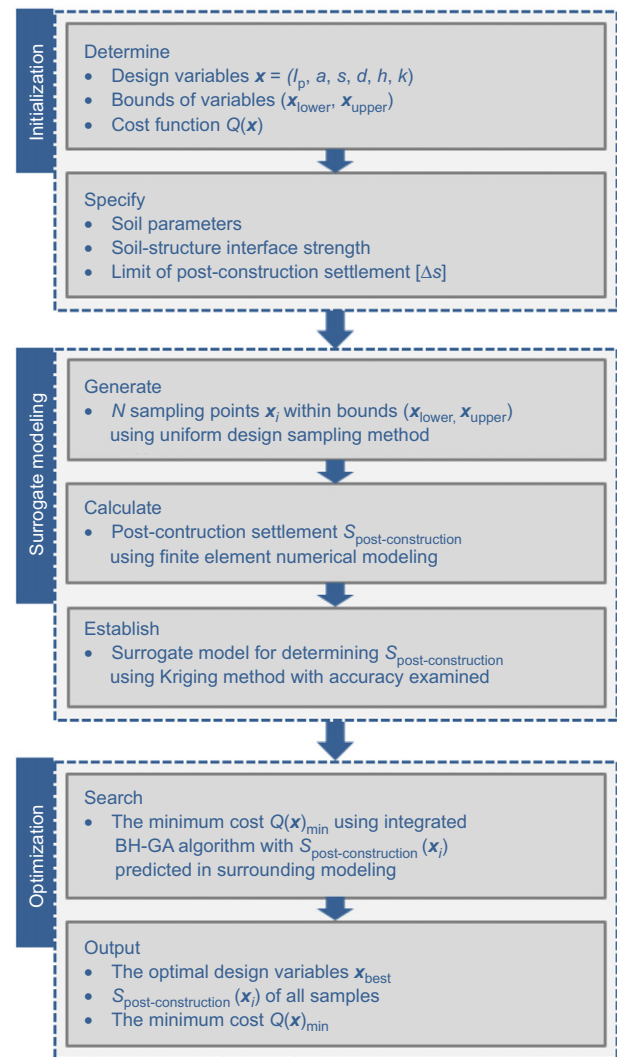 Initialization
Determine
• Design variables x = (lp, a, s, d, h, k)
• Bounds of variables (xlower, xupper)
• Cost function Q(x)
Specify
• Soil parameters
• Soil-structure interface strength
• Limit of post-construction settlement [Δs]
Surrogate modeling
Generate
• N sampling points xi within bounds (xlower, xupper)
using uniform design sampling method
Calculate
• Post-contruction settlement Spost-construction
using finite element numerical modeling
Establish
• Surrogate model for determining Spost-construction
using Kriging method with accuracy examined
Optimization
Search
• The minimum cost Q(x)min using integrated
BH-GA algorithm with Spost-construction (xi)
predicted in surrounding modeling
Output
• The optimal design variables xbest
• Spost-construction (xi) of all samples
• The minimum cost Q(x)min